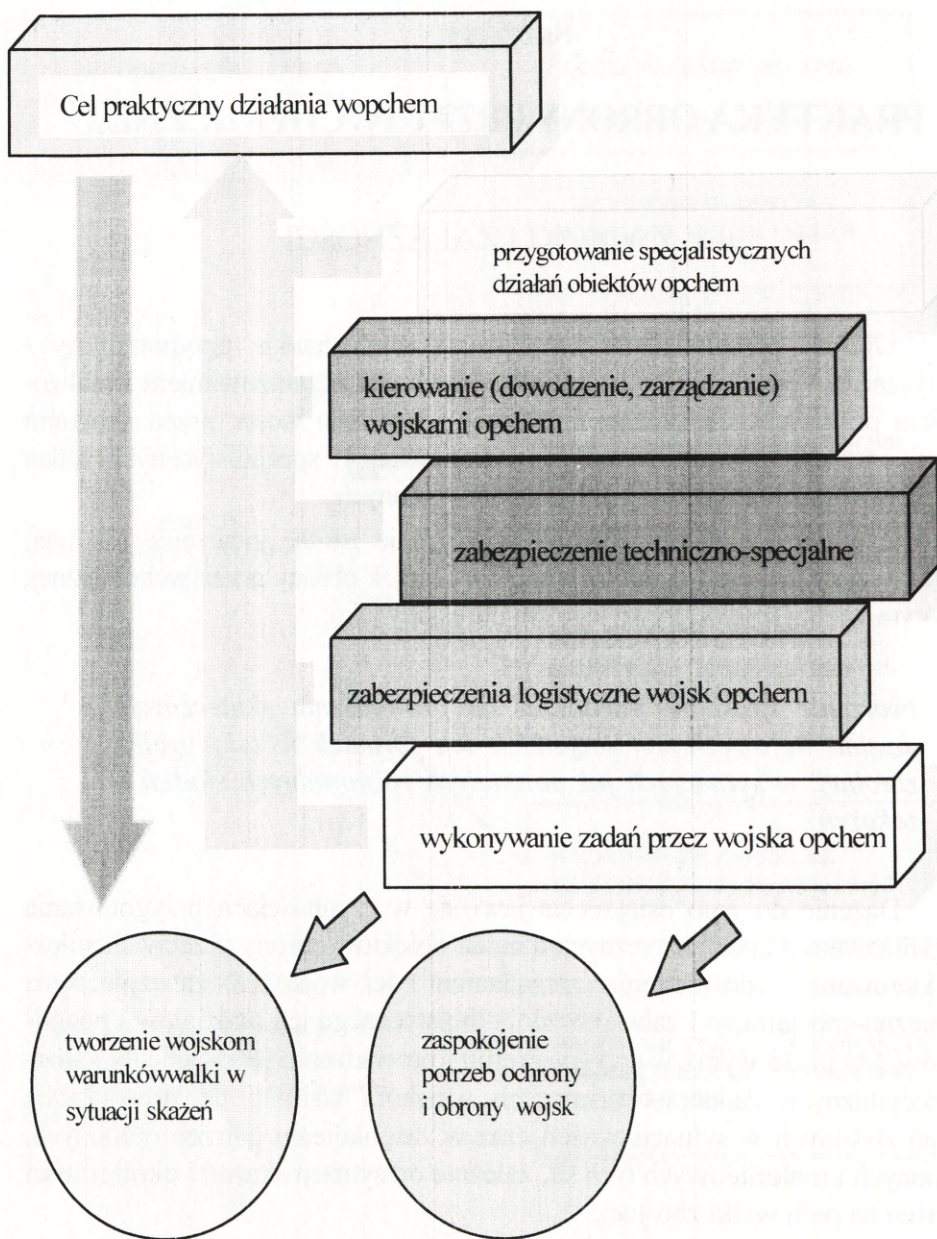 Cel praktyczny działania wopchem
przygotowanie specjalistycznych
działań obiektów opchem
kierowanie (dowodzenie, zarządzanie)
wojskami opchem
zabezpieczenie techniczno-specjalne
zabezpieczenia logistyczne wojsk opchem
wykonywanie zadań przez wojska opchem
tworzenie wojskom
warunkówwalki w
sytuacji skażeń
zaspokojenie
potrzeb ochrony
i obrony wojsk